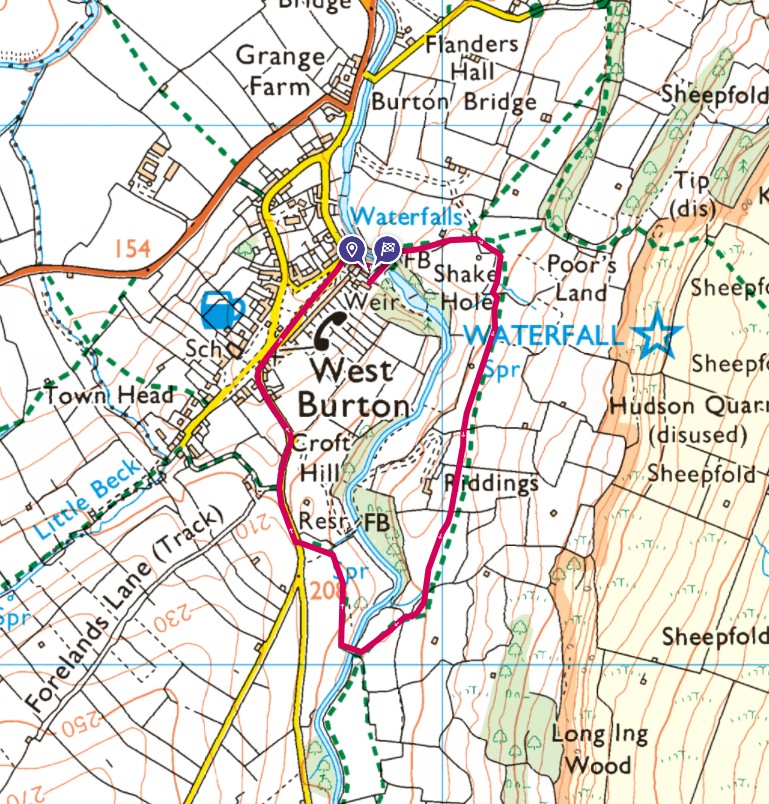 Bridge
Flanders
Hall
Grange
Farm
Burton Bridge
Sheepfold
Tip
(dis)
K
Waterfalls
154
FB
Shake
Hole
Poor's
Land
Sheepfo
Weir
WATERFALL
Sch
Spr
Sheepfo
West
Burton
Town Head
Hudson Quarr
(disused)
Croft
Hill
Sheepfold
Riddings
Little Beck
210
Resr
FB
Spr
208
Forelands Lane (Track)
230
Spr
Sheepfold
250
Long Ing
Wood
270